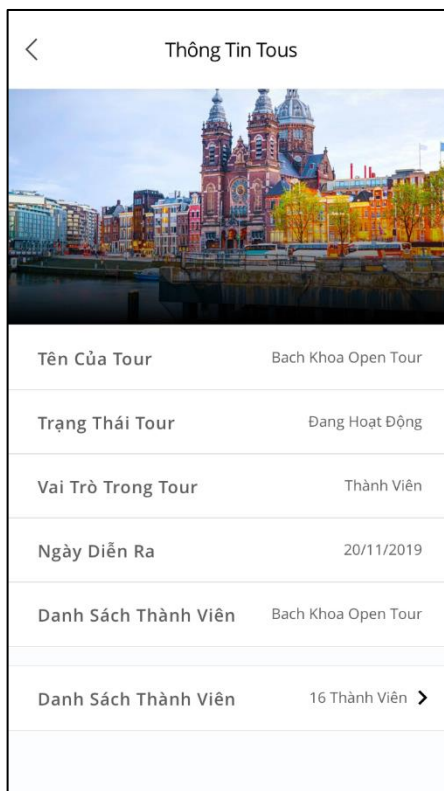 Thông Tin Tous
Tên Của Tour Bach Khoa Open Tour
Trạng Thái Tour Đang Hoạt Động
Vai Trò Trong Tour Thành Viên
Ngày Diễn Ra 20/11/2019
Danh Sách Thành Viên Bach Khoa Open Tour
Danh Sách Thành Viên 16 Thành Viên